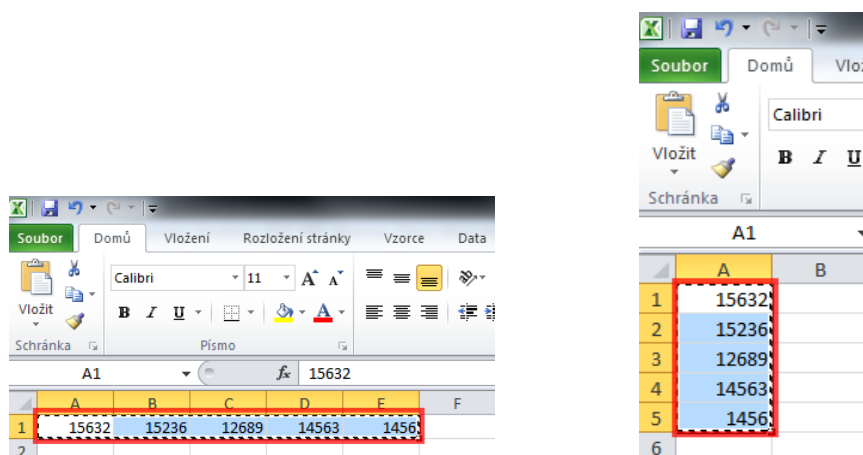 Soubor Domů Vložení Rozložení stránky Vzorce Data
Calibri 11 A A
Vložit
B I U A
Schránka Písmo
A1 fx 15632
A B C D E F
1 15632 15236 12689 14563 1456
2
Soubor Domů
Calibri
Vložit
B I U
Schránka
A1
A B
1 15632
2 15236
3 12689
4 14563
5 1456
6